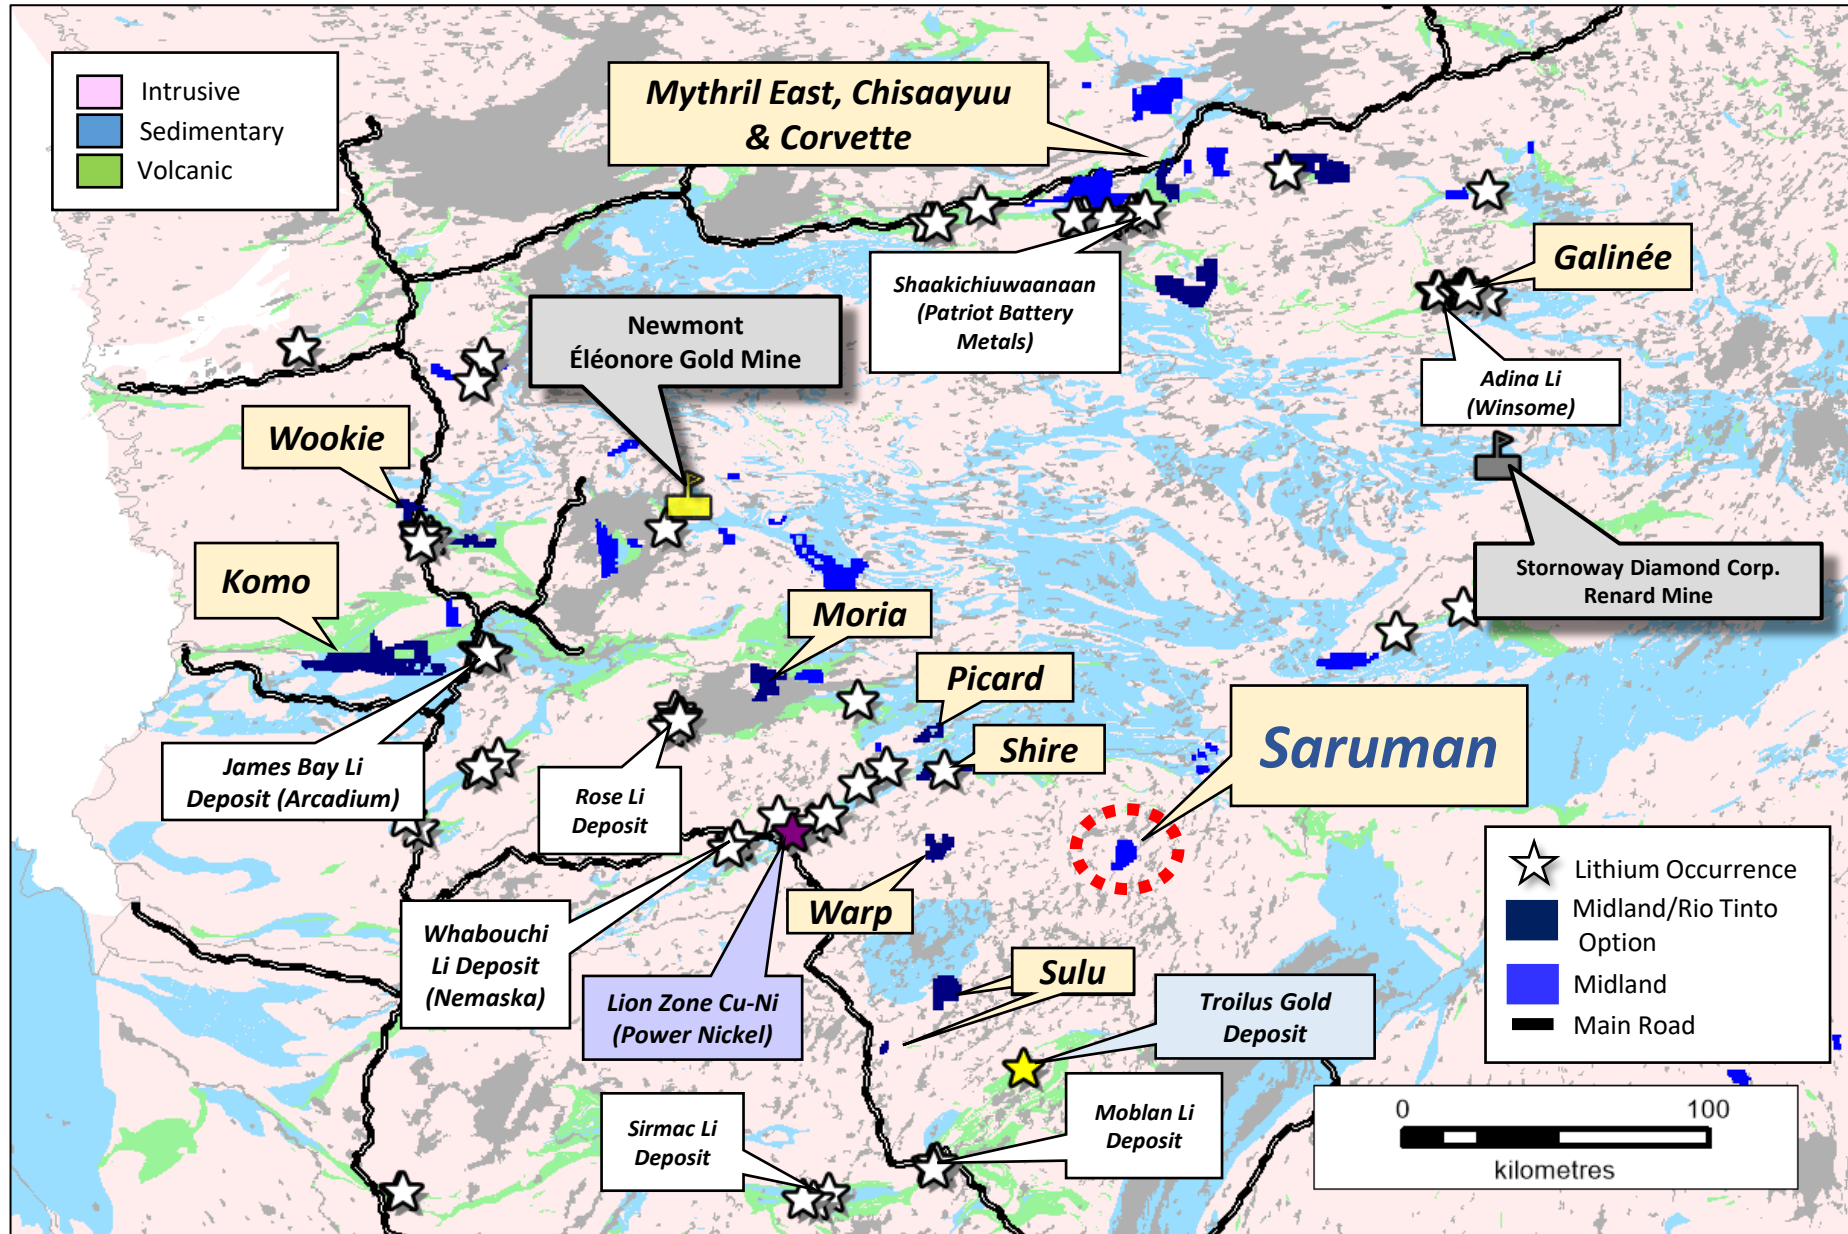 Intrusive
Sedimentary
Volcanic
Mythril East, Chisaayuu
& Corvette
Galinée
Shaakichiuwaanaan
(Patriot Battery
Metals)
Newmont
Éléonore Gold Mine
Adina Li
(Winsome)
Wookie
Stornoway Diamond Corp.
Renard Mine
Komo
Moria
Picard
Saruman
Shire
James Bay Li
Deposit (Arcadium)
Rose Li
Deposit
Warp
Whabouchi
Li Deposit
(Nemaska)
Lion Zone Cu-Ni
(Power Nickel)
Sulu
Troilus Gold
Deposit
Lithium Occurrence
Midland/Rio Tinto
Option
Midland
Main Road
Sirmac Li
Deposit
Moblan Li
Deposit
0 100
kilometres